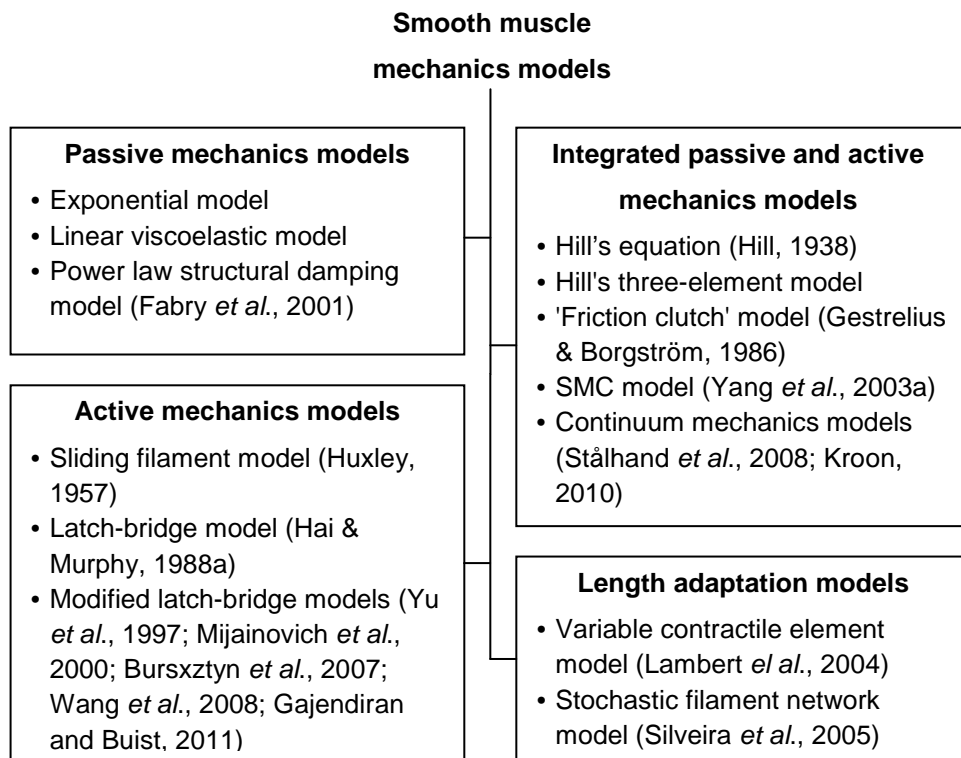 Smooth muscle
mechanics models
Passive mechanics models
• Exponential model
• Linear viscoelastic model
• Power law structural damping
model (Fabry et al., 2001)
Active mechanics models
• Sliding filament model (Huxley,
1957)
• Latch-bridge model (Hai &
Murphy, 1988a)
• Modified latch-bridge models (Yu
et al., 1997; Mijainovich et al.,
2000; Bursxztyn et al., 2007;
Wang et al., 2008; Gajendiran
and Buist, 2011)
Integrated passive and active
mechanics models
• Hill’s equation (Hill, 1938)
• Hill's three-element model
• 'Friction clutch' model (Gestrelius
& Borgström, 1986)
• SMC model (Yang et al., 2003a)
• Continuum mechanics models
(Stålhand et al., 2008; Kroon,
2010)
Length adaptation models
• Variable contractile element
model (Lambert el al., 2004)
• Stochastic filament network
model (Silveira et al., 2005)